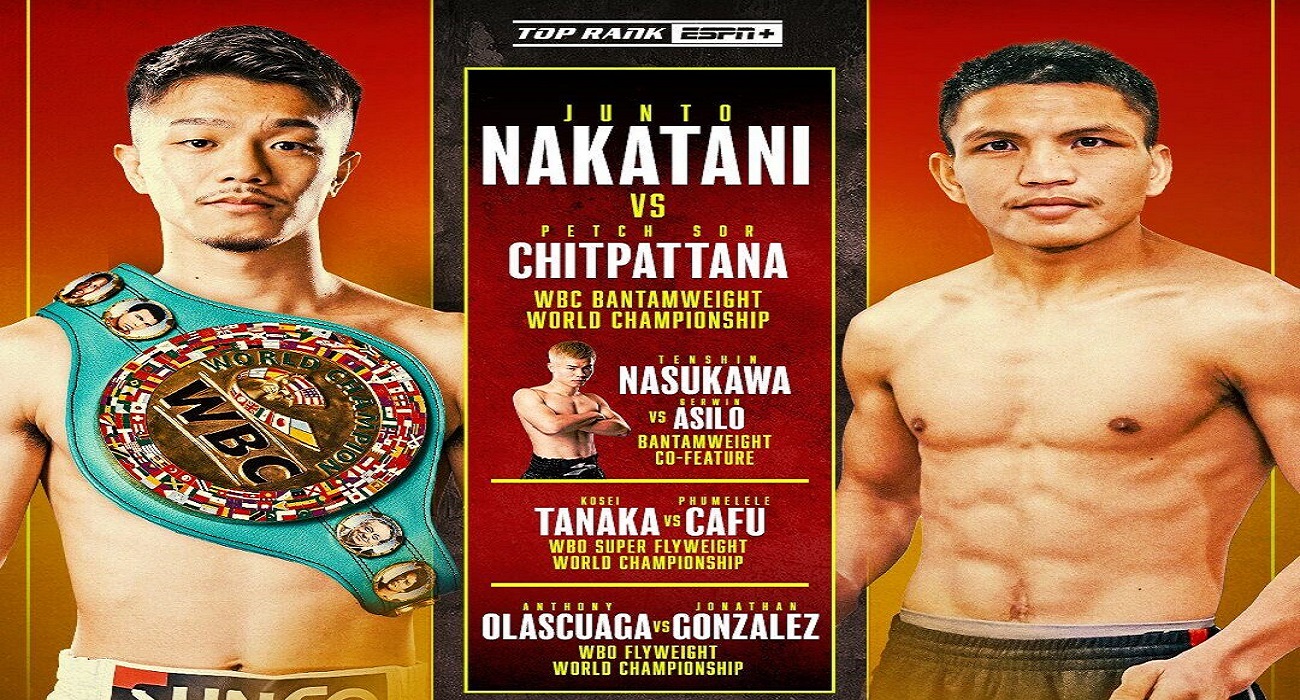 TOP RANK ESPN+
JUNTO
NAKATANI
VS
PETCH SOR
CHITPATTANA
WBC BANTAMWEIGHT
WORLD CHAMPIONSHIP
TENSHIN
NASUKAWA
GERWIN
VS ASILO
BANTAMWEIGHT
CO-FEATURE
KOSEI PHUMELELE
TANAKA VS CAFU
WBO SUPER FLYWEIGHT
WORLD CHAMPIONSHIP
ANTHONY JONATHAN
OLASCUAGA VS GONZALEZ
WBO FLYWEIGHT
WORLD CHAMPIONSHIP
WORLD CHAMPION
WBC